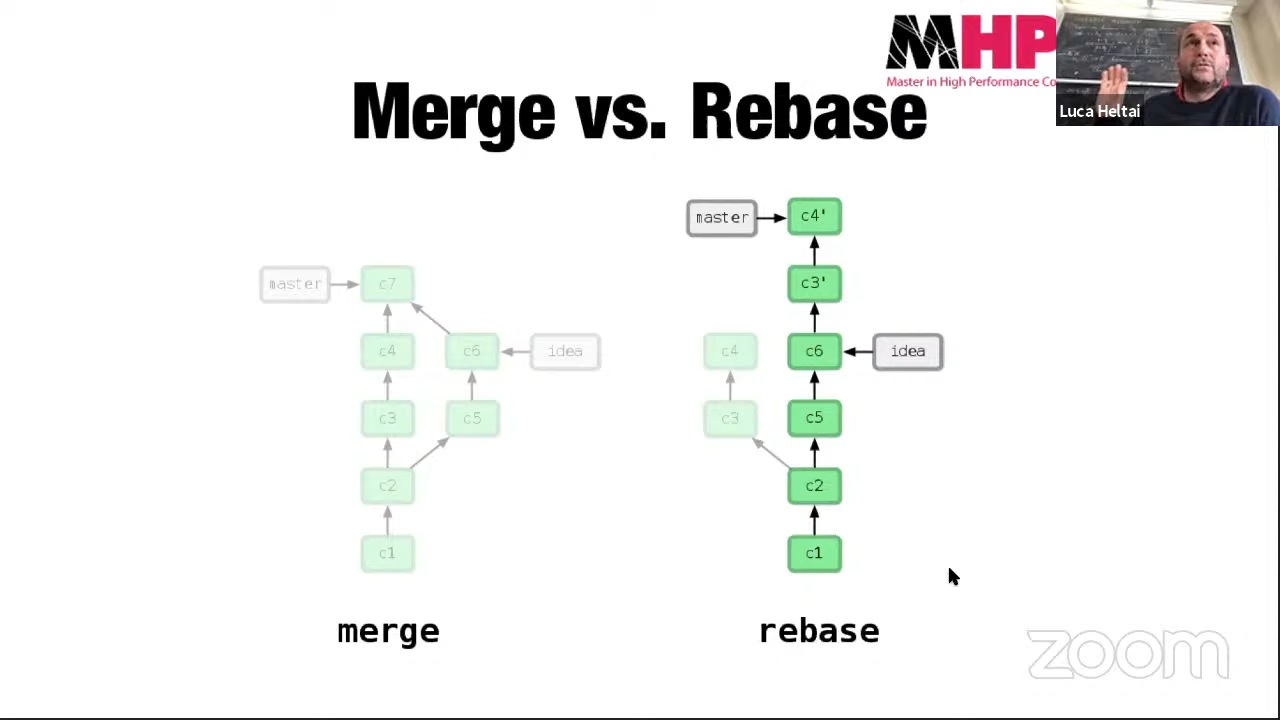 MHP
Master in High Performance Co
Luca Heltai
Merge vs. Rebase
master
c4'
master
c7
c3'
c4
c6
idea
c4
c6
idea
c3
c5
c3
c5
c2
c2
c1
c1
merge
rebase
zoom